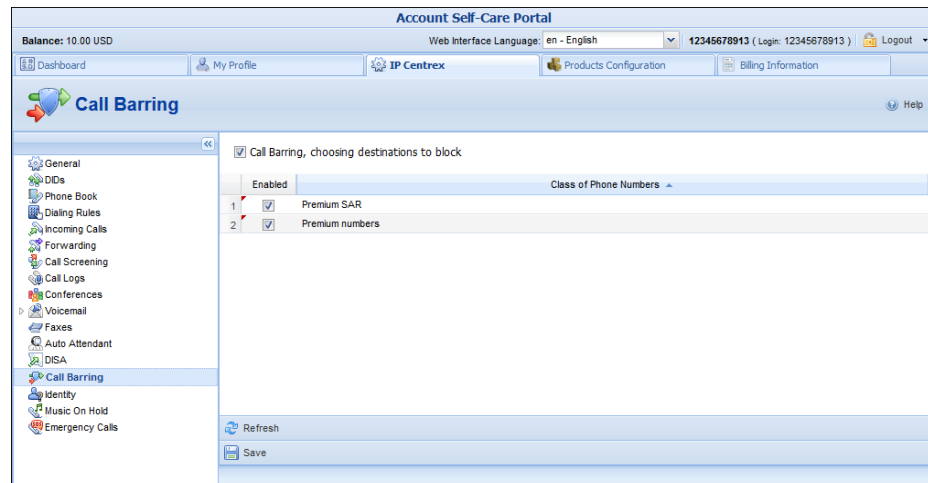 Account Self-Care Portal
Balance: 10.00 USD Web Interface Language: en - English 12345678913 ( Login: 12345678913 ) Logout
Dashboard My Profile IP Centrex Products Configuration Billing Information
Call Barring Help
General
DIDs
Phone Book
Dialing Rules
Incoming Calls
Forwarding
Call Screening
Call Logs
Conferences
Voicemail
Faxes
Auto Attendant
DISA
Call Barring
Identity
Music On Hold
Emergency Calls
Call Barring, choosing destinations to block
Enabled Class of Phone Numbers
1 Premium SAR
2 Premium numbers
Refresh
Save